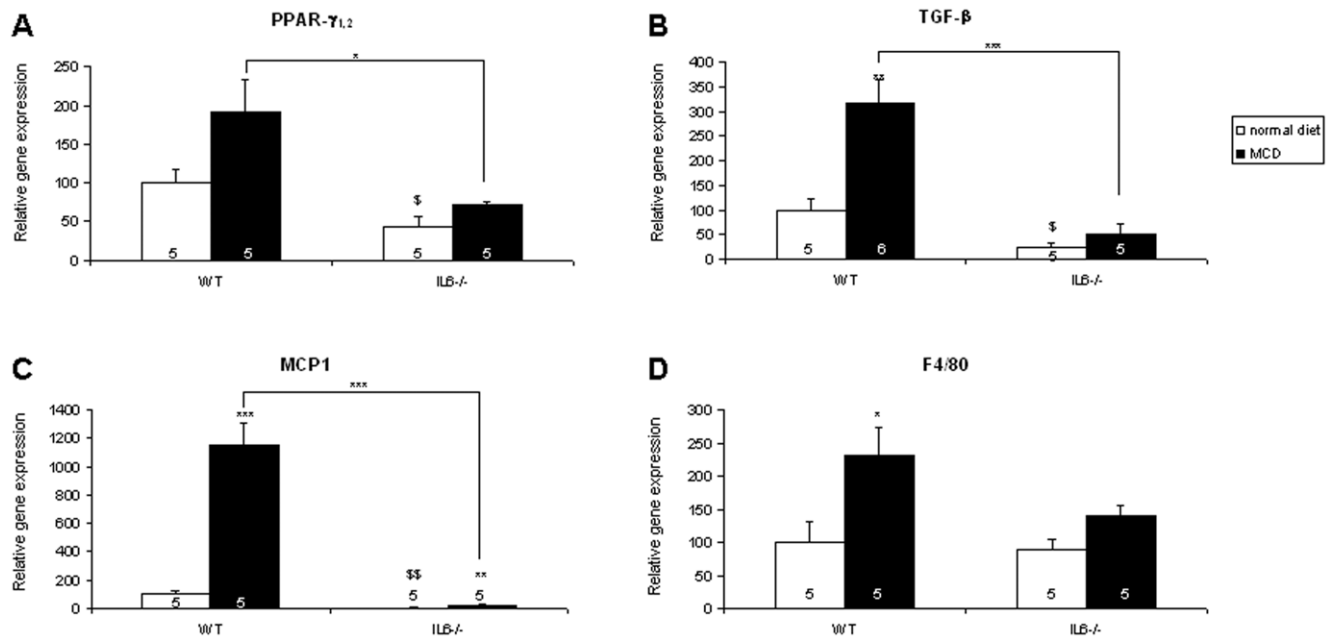 A
PPAR-γ1,2
*
Relative gene expression
250
200
150
100
50
0
$
5
5
5
5
WT
IL6-/-
B
TGF-β
***
Relative gene expression
400
350
300
250
200
150
100
50
0
**
$
5
6
5
5
WT
IL6-/-
normal diet
MCD
C
MCP1
***
Relative gene expression
1400
1200
1000
800
600
400
200
0
***
$$
**
5
5
5
5
WT
IL6-/-
D
F4/80
Relative gene expression
300
250
200
150
100
50
0
*
5
5
5
5
WT
IL6-/-